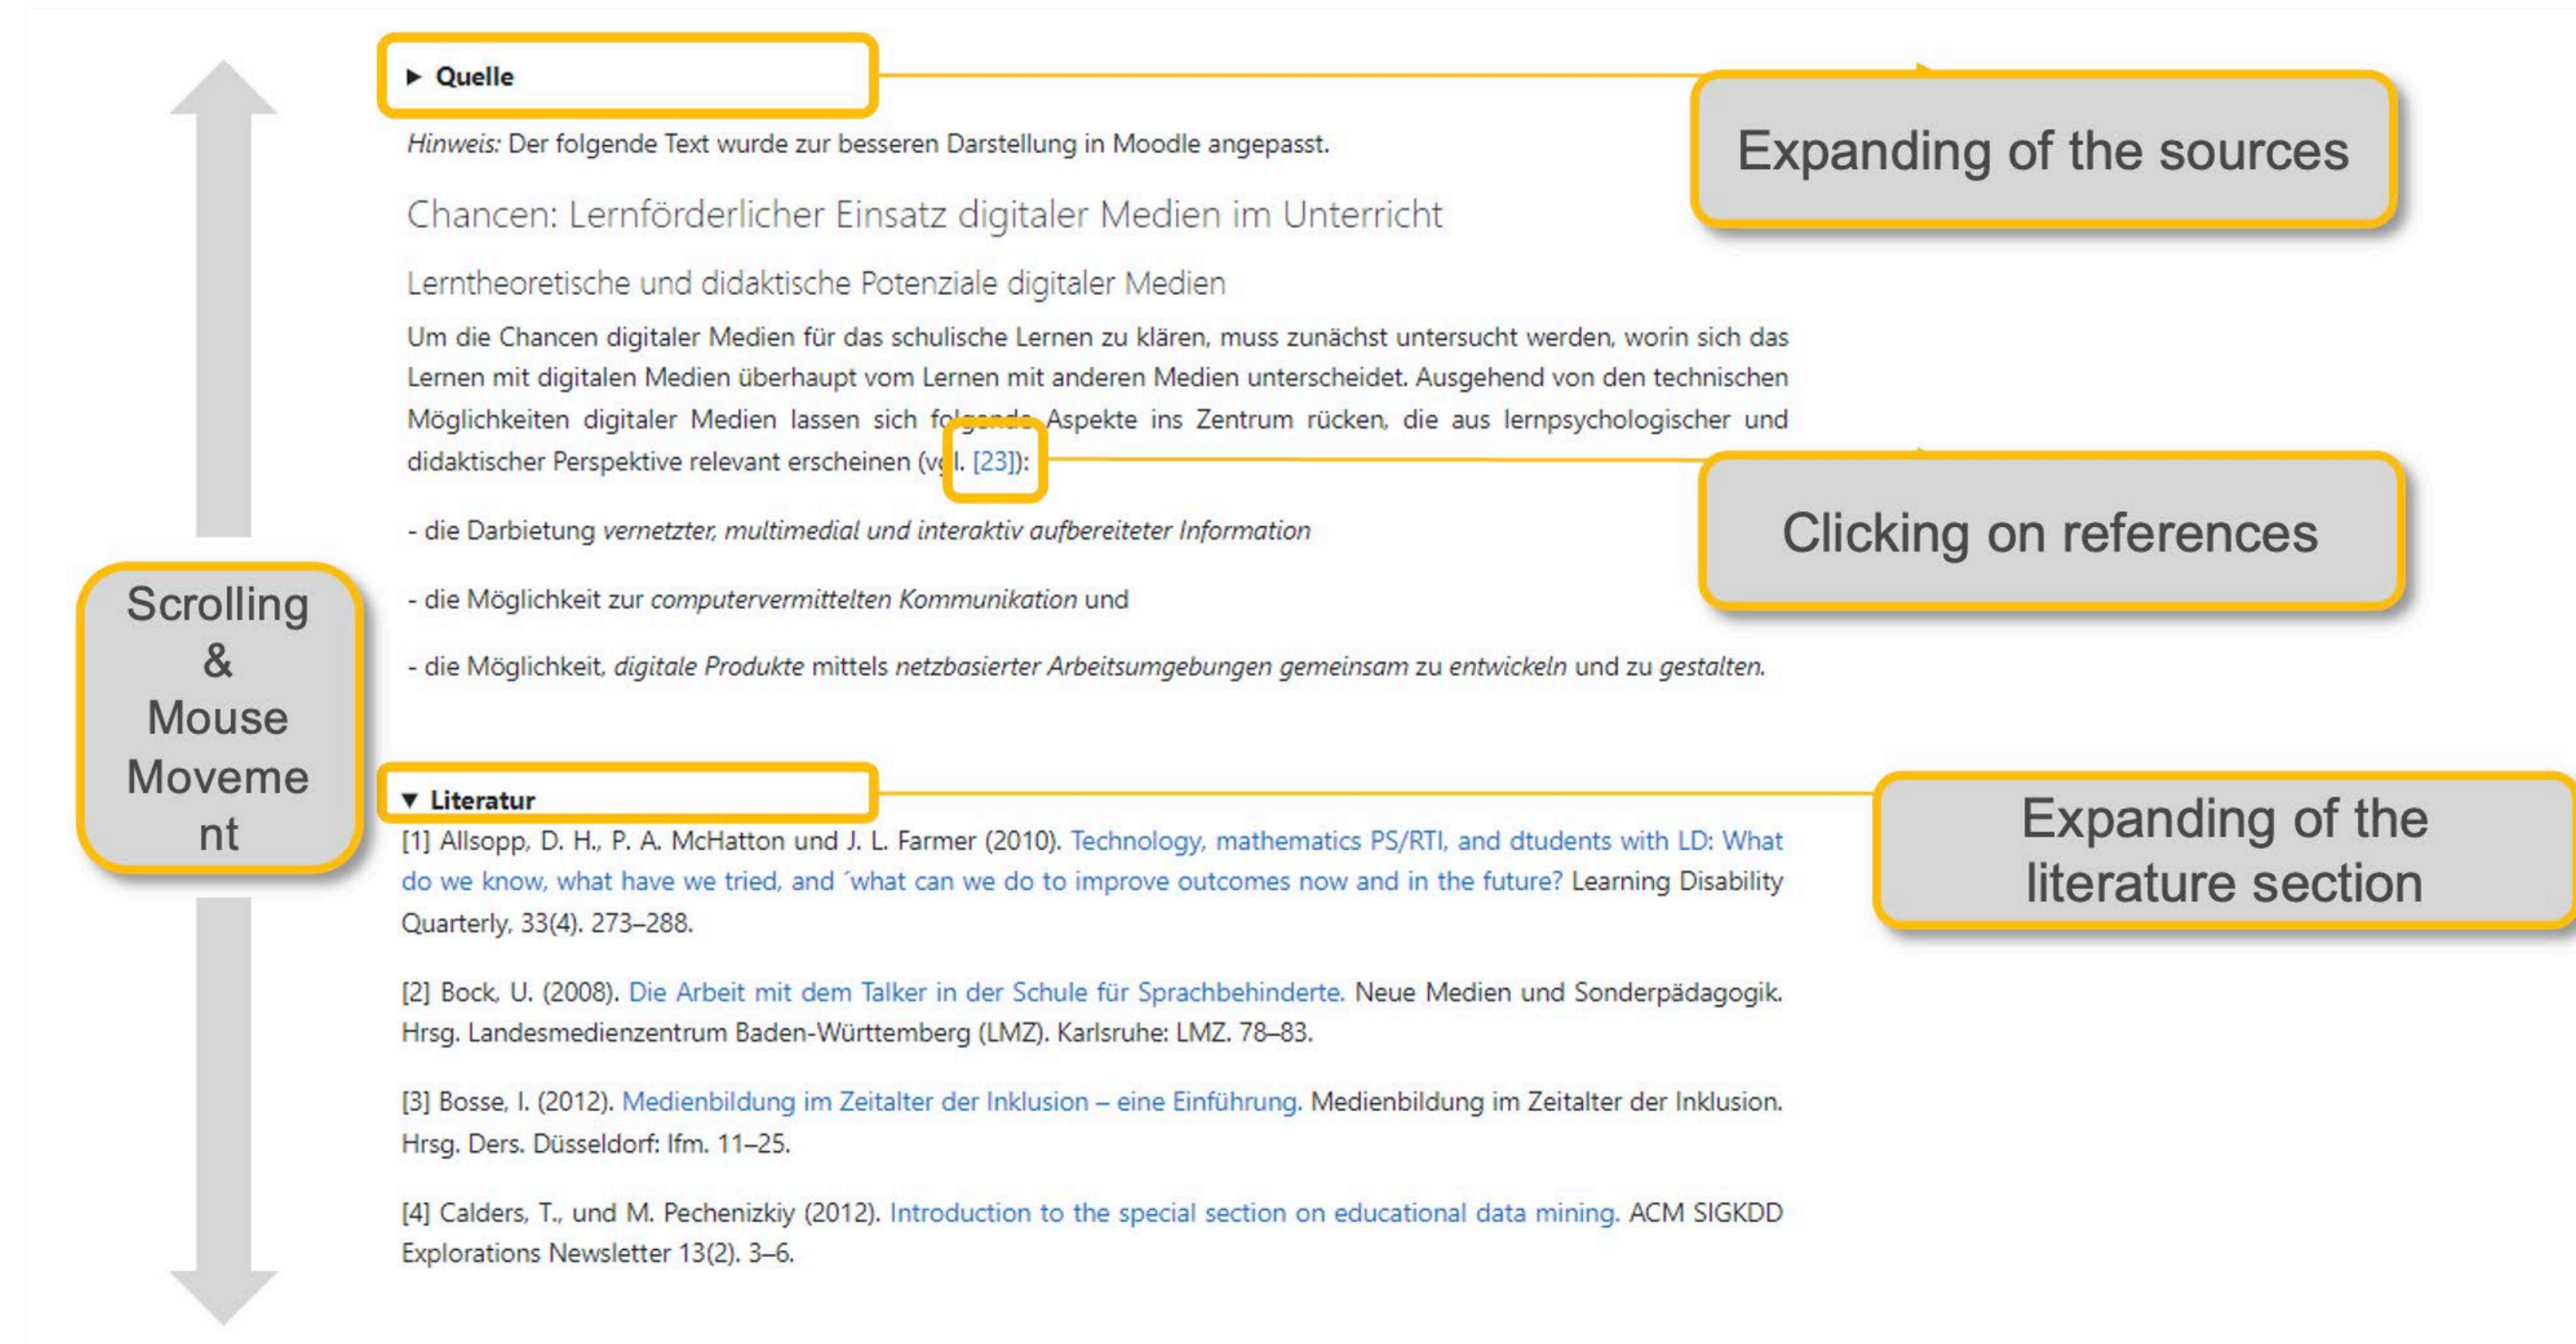 ▶ Quelle
Expanding of the sources
Hinweis: Der folgende Text wurde zur besseren Darstellung in Moodle angepasst.
Chancen: Lernförderlicher Einsatz digitaler Medien im Unterricht
Lerntheoretische und didaktische Potenziale digitaler Medien
Um die Chancen digitaler Medien für das schulische Lernen zu klären, muss zunächst untersucht werden, worin sich das
Lernen mit digitalen Medien überhaupt vom Lernen mit anderen Medien unterscheidet. Ausgehend von den technischen
Möglichkeiten digitaler Medien lassen sich folgende Aspekte ins Zentrum rücken, die aus lernpsychologischer und
didaktischer Perspektive relevant erscheinen (vgl. [23]):
Clicking on references
- die Darbietung vernetzter, multimedial und interaktiv aufbereiteter Information
- die Möglichkeit zur computervermittelten Kommunikation und
- die Möglichkeit, digitale Produkte mittels netzbasierter Arbeitsumgebungen gemeinsam zu entwickeln und zu gestalten.
Scrolling
&
Mouse
Moveme
nt
▼ Literatur
Expanding of the
literature section
[1] Allsopp, D. H., P. A. McHatton und J. L. Farmer (2010). Technology, mathematics PS/RTI, and dtudents with LD: What
do we know, what have we tried, and ´what can we do to improve outcomes now and in the future? Learning Disability
Quarterly, 33(4). 273–288.
[2] Bock, U. (2008). Die Arbeit mit dem Talker in der Schule für Sprachbehinderte. Neue Medien und Sonderpädagogik.
Hrsg. Landesmedienzentrum Baden-Württemberg (LMZ). Karlsruhe: LMZ. 78–83.
[3] Bosse, I. (2012). Medienbildung im Zeitalter der Inklusion – eine Einführung. Medienbildung im Zeitalter der Inklusion.
Hrsg. Ders. Düsseldorf: lfm. 11–25.
[4] Calders, T., und M. Pechenizkiy (2012). Introduction to the special section on educational data mining. ACM SIGKDD
Explorations Newsletter 13(2). 3–6.